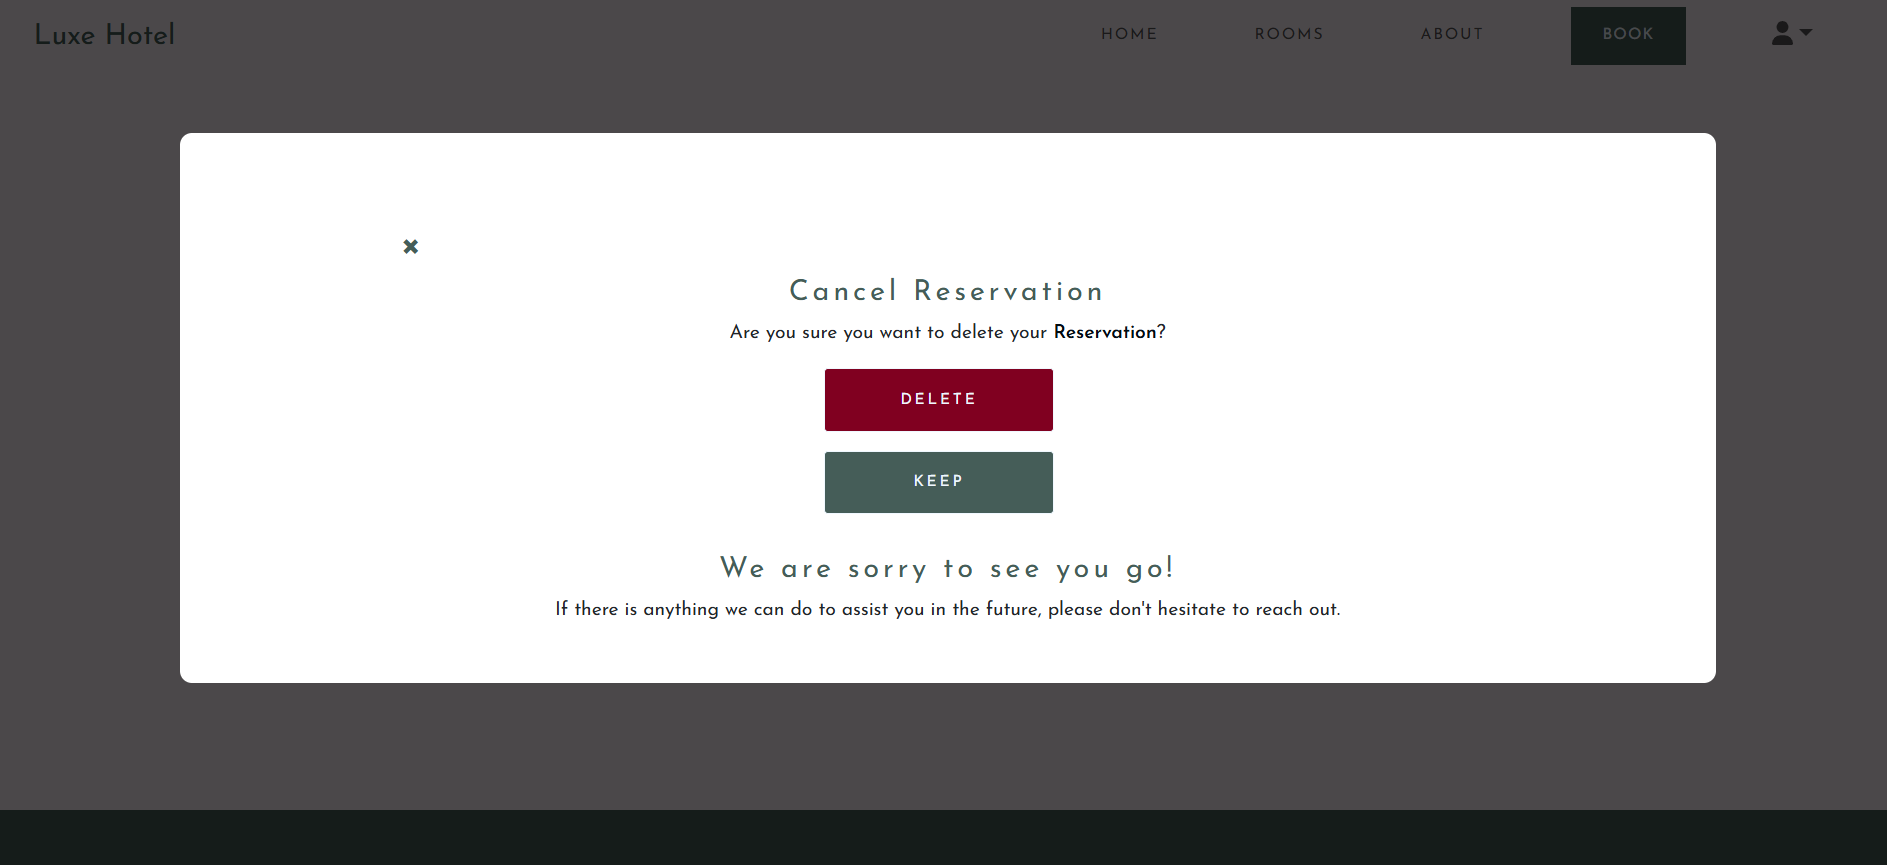 Luxe Hotel
HOME ROOMS ABOUT BOOK
Cancel Reservation
Are you sure you want to delete your Reservation?
DELETE
KEEP
We are sorry to see you go!
If there is anything we can do to assist you in the future, please don't hesitate to reach out.